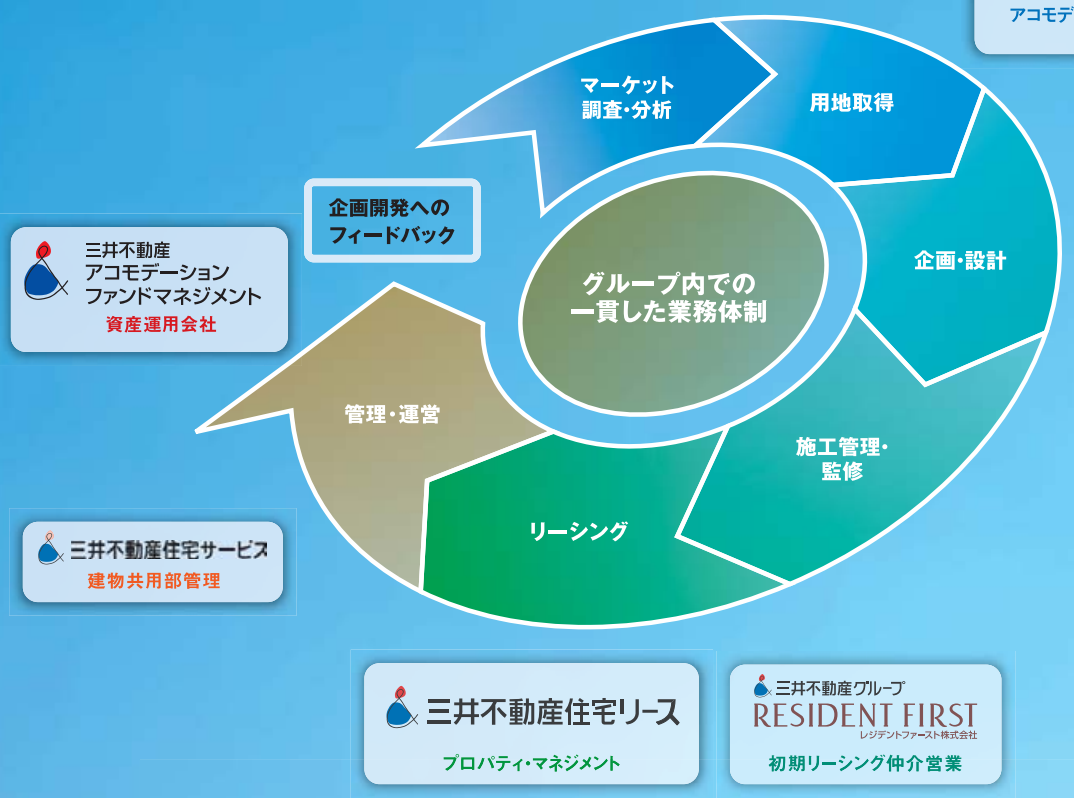 アコモデ
マーケット
調査・分析
用地取得
企画開発への
フィードバック
三井不動産
アコモデーション
ファンドマネジメント
資産運用会社
グループ内での
一貫した業務体制
企画・設計
管理・運営
施工管理・
監修
リーシング
三井不動産住宅サービス
建物共用部管理
三井不動産住宅リース
プロパティ・マネジメント
三井不動産グループ
RESIDENT FIRST
レジデントファースト株式会社
初期リーシング仲介営業